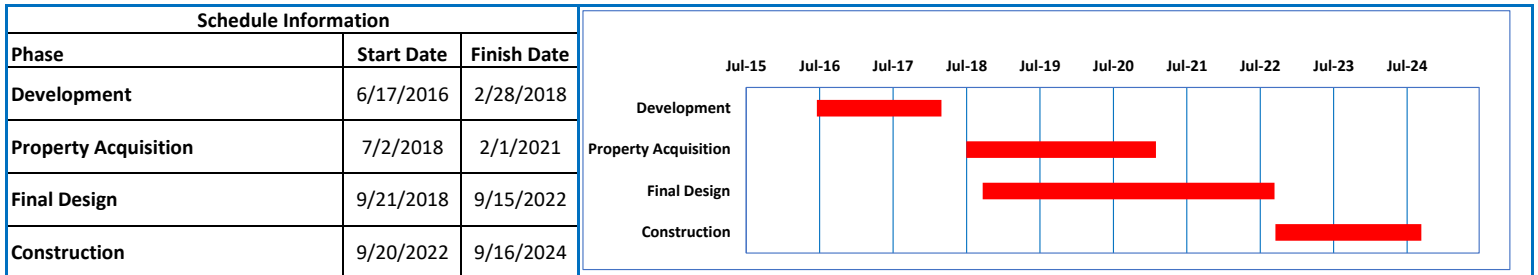 Schedule Information
Phase Start Date Finish Date
Development 6/17/2016 2/28/2018
Property Acquisition 7/2/2018 2/1/2021
Final Design 9/21/2018 9/15/2022
Construction 9/20/2022 9/16/2024
Jul-15 Jul-16 Jul-17 Jul-18 Jul-19 Jul-20 Jul-21 Jul-22 Jul-23 Jul-24
Development
Property Acquisition
Final Design
Construction